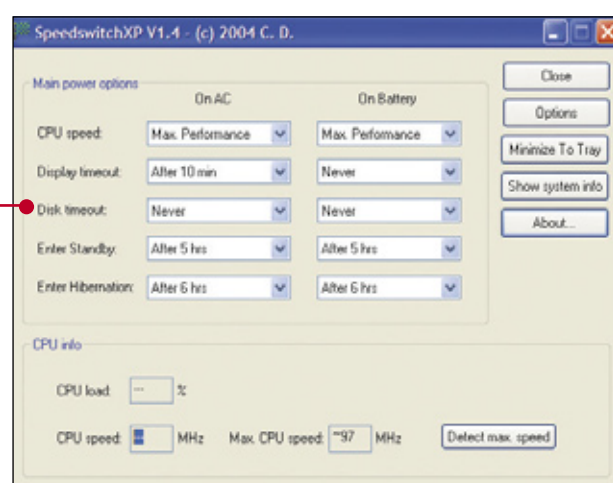 SpeedswitchXP V1.4 - (c) 2004 C. D.
Main power options
On AC On Battery
CPU speed: Max. Performance Max. Performance
Display timeout: After 10 min Never
Disk timeout: Never Never
Enter Standby: After 5 hrs After 5 hrs
Enter Hibernation: After 6 hrs After 6 hrs
Close
Options
Minimize To Tray
Show system info
About...
CPU info
CPU load: --- %
CPU speed: MHz Max. CPU speed: ~97 MHz Detect max. speed